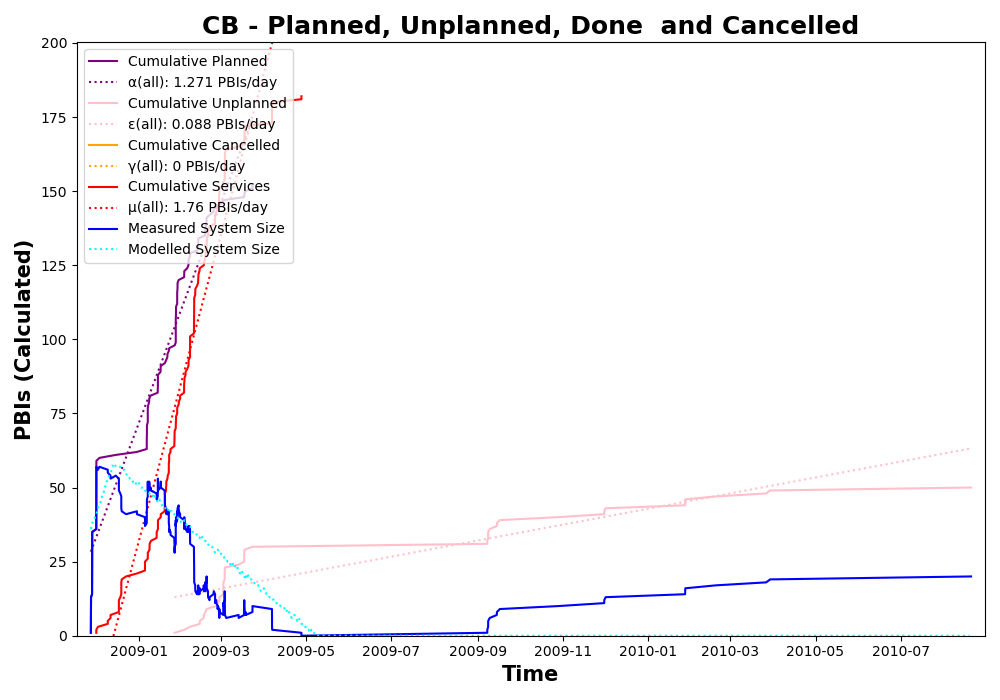 CB - Planned, Unplanned, Done  and Cancelled
PBIs (Calculated)
200
175
150
125
100
75
50
25
0
Cumulative Planned
α(all): 1.271 PBIs/day
Cumulative Unplanned
ε(all): 0.088 PBIs/day
Cumulative Cancelled
γ(all): 0 PBIs/day
Cumulative Services
μ(all): 1.76 PBIs/day
Measured System Size
Modelled System Size
2009-01 2009-03 2009-05 2009-07 2009-09 2009-11 2010-01 2010-03 2010-05 2010-07
Time